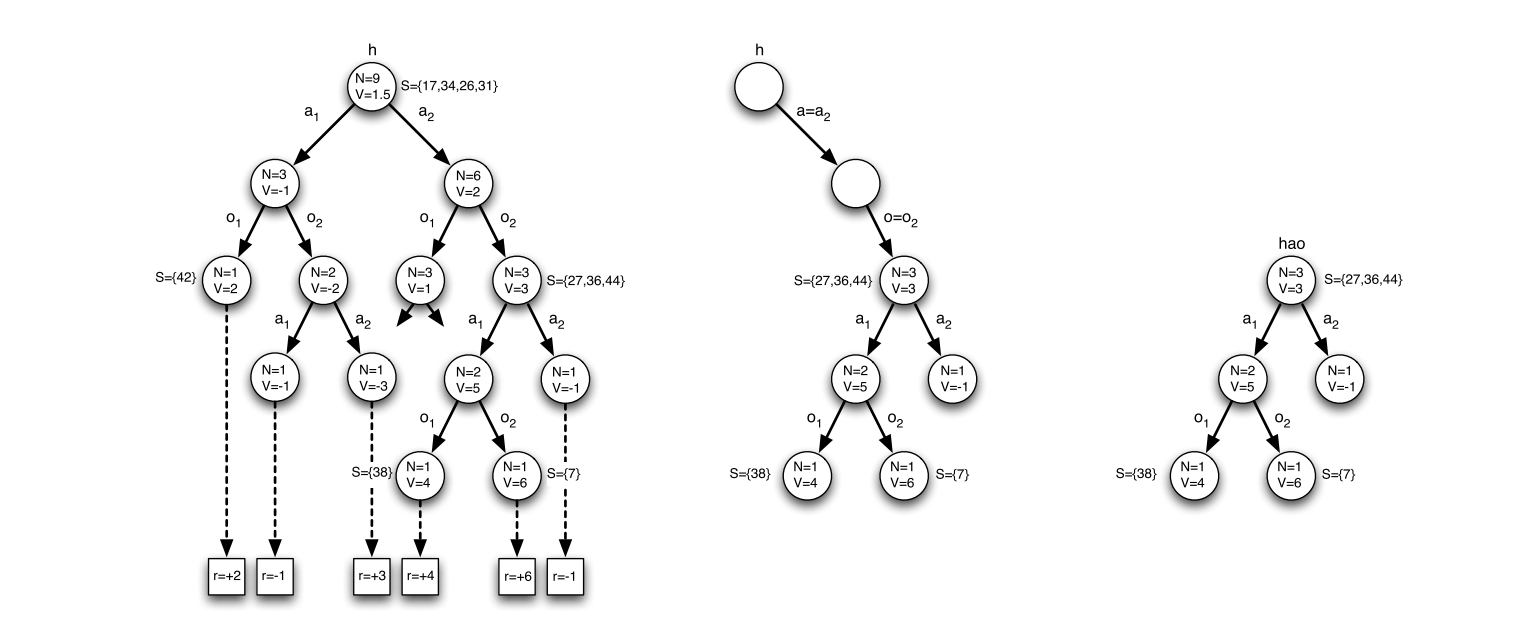 h
h
N=9
V=1.5
S={17,34,26,31}
a1
a2
a=a2
N=3
V=-1
N=6
V=2
o1
o2
o1
o2
o=o2
hao
S={42}
N=1
V=2
N=2
V=-2
N=3
V=1
N=3
V=3
S={27,36,44}
S={27,36,44}
N=3
V=3
N=3
V=3
S={27,36,44}
a1
a2
a1
a2
a1
a2
a1
a2
N=1
V=-1
N=1
V=-3
N=2
V=5
N=1
V=-1
N=2
V=5
N=1
V=-1
N=2
V=5
N=1
V=-1
o1
o2
o1
o2
o1
o2
S={38}
N=1
V=4
N=1
V=6
S={7}
S={38}
N=1
V=4
N=1
V=6
S={7}
S={38}
N=1
V=4
N=1
V=6
S={7}
r=+2
r=-1
r=+3
r=+4
r=+6
r=-1